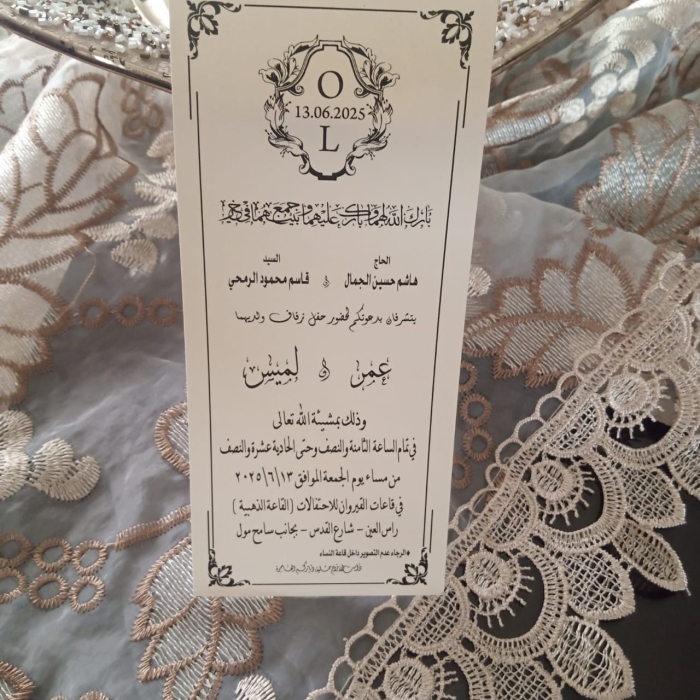 O
13.06.2025
L
بارك الله لهما وبارك عليهما وجمع بينهما في خير
الحاج السيد
هاشم حسين الجمال & قاسم محمود الرمحي
يتشرفان بدعوتكم لحضور حفل زفاف ولديهما
عمر & لميس
وذلك بمشيئة الله تعالى
في تمام الساعة الثامنة والنصف وحتى الحادية عشرة والنصف
من مساء يوم الجمعة الموافق ٢٠٢٥/٦/١٣
في قاعات القيروان للاحتفالات (القاعة الذهبية)
راس العين - شارع القدس - بجانب سامح مول
♦الرجاء عدم التصوير داخل قاعة النساء